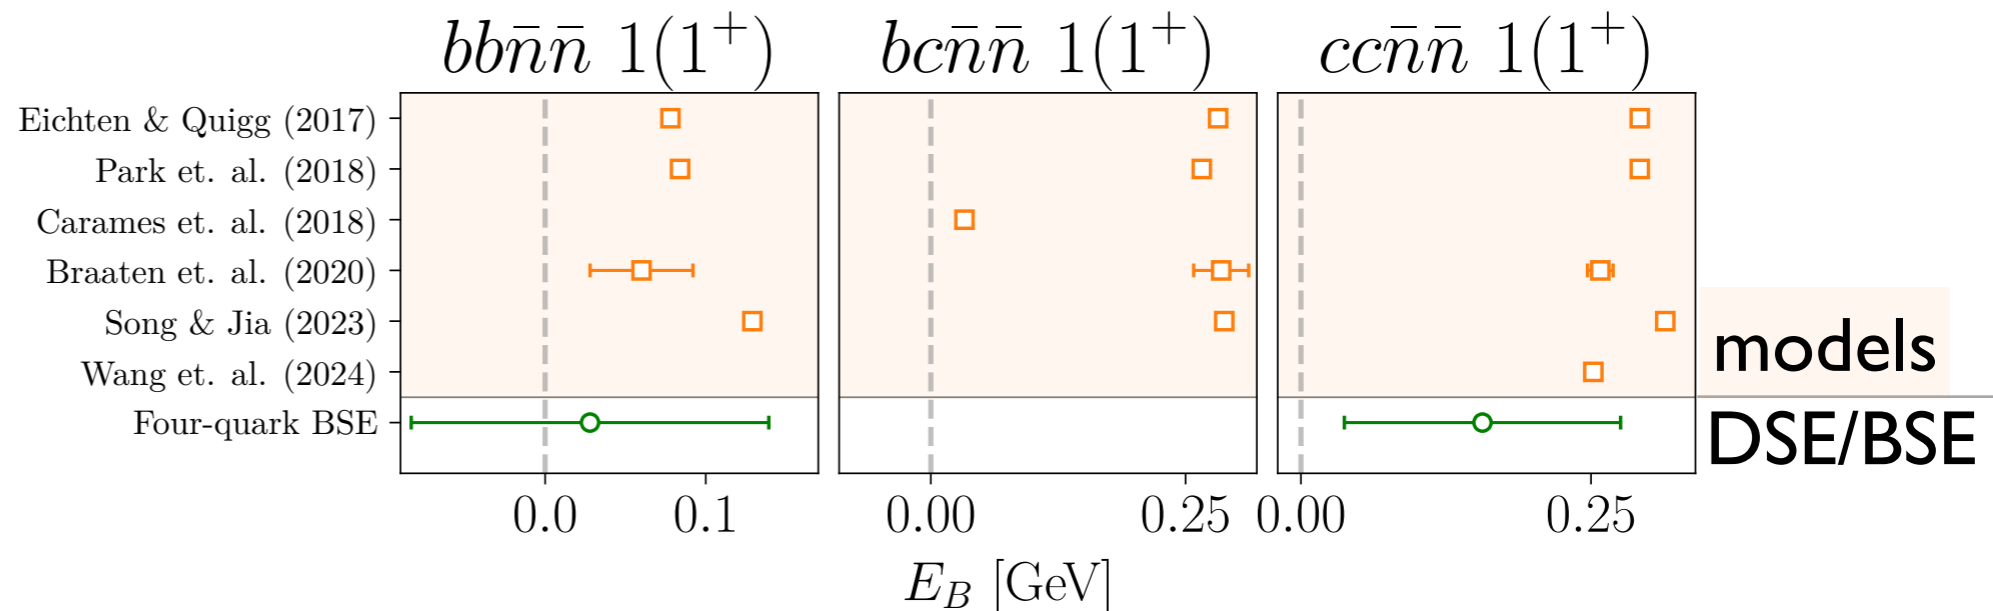 bbn̄n̄ 1(1⁺) bcn̄n̄ 1(1⁺) ccn̄n̄ 1(1⁺)
Eichten & Quigg (2017)
Park et. al. (2018)
Carames et. al. (2018)
Braaten et. al. (2020)
Song & Jia (2023)
Wang et. al. (2024)
Four-quark BSE
models
DSE/BSE
0.0 0.1 0.00 0.25 0.00 0.25
E_B [GeV]